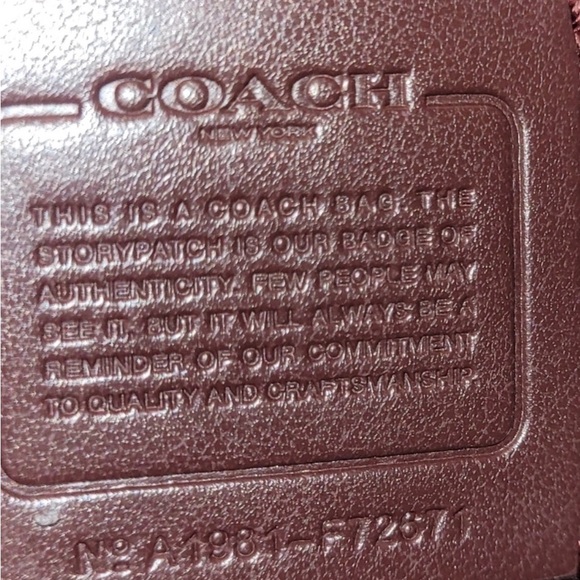 COACH
NEW YORK
THIS IS A COACH BAG. THE
STORYPATCH IS OUR BADGE OF
AUTHENTICITY. FEW PEOPLE MAY
SEE IT, BUT IT WILL ALWAYS BE A
REMINDER OF OUR COMMITMENT
TO QUALITY AND CRAFTSMANSHIP.
Nº A1981-F72671